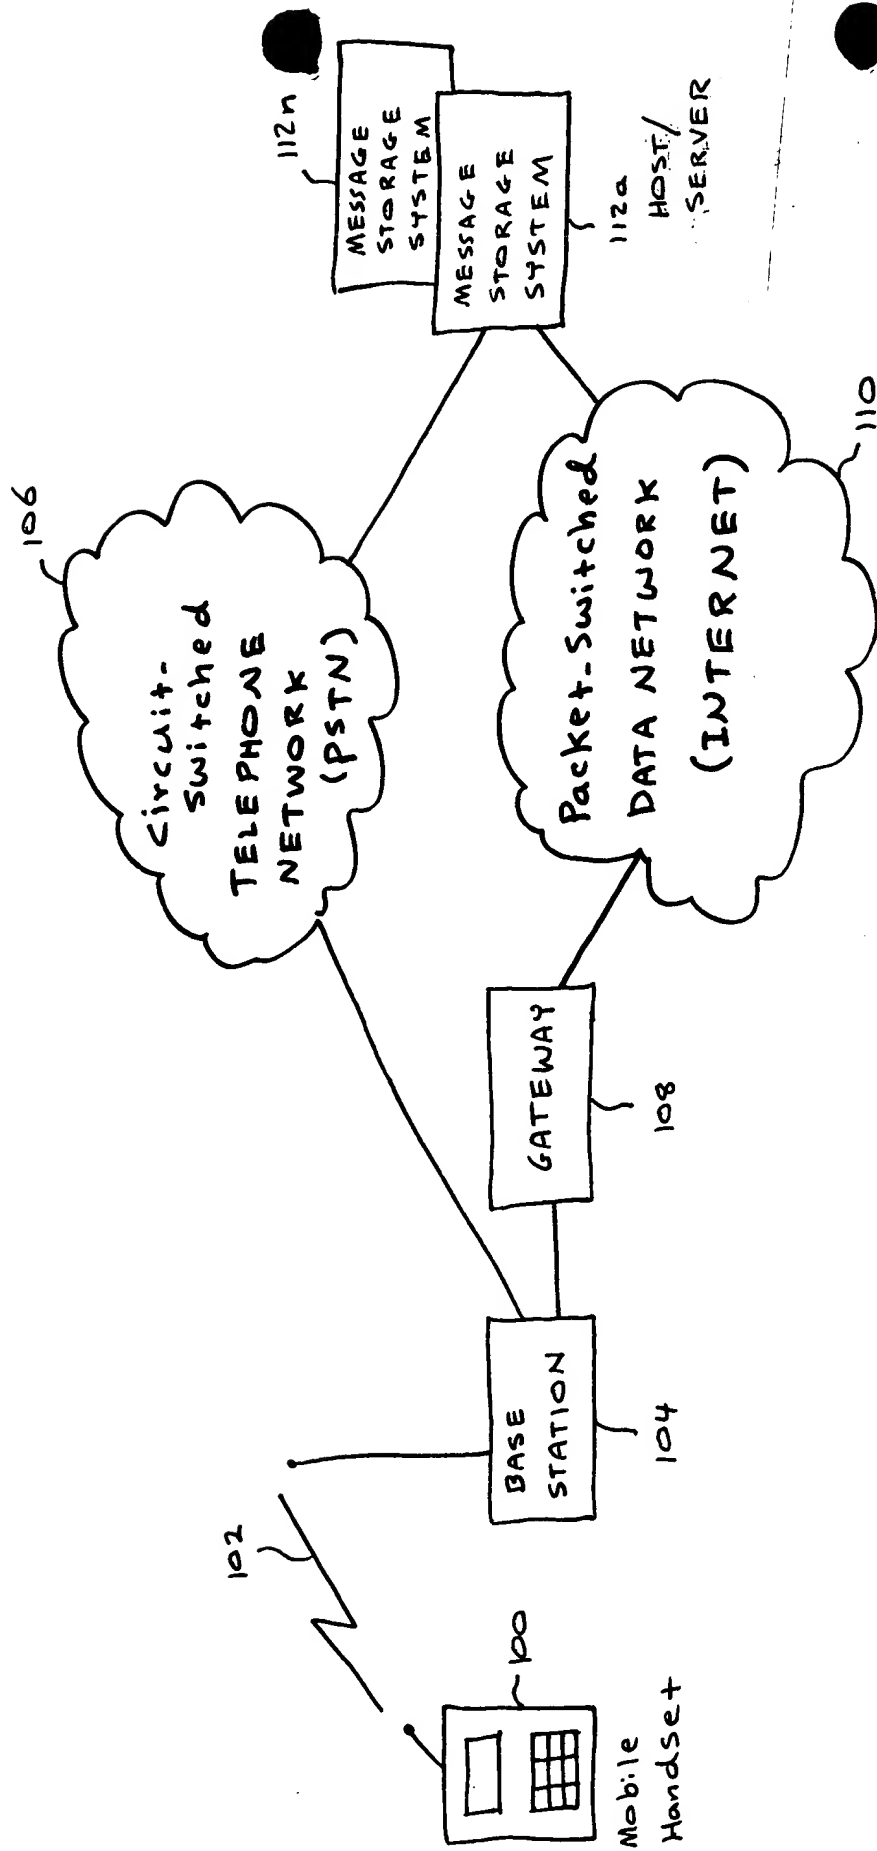 112n
MESSAGE
STORAGE
SYSTEM
MESSAGE
STORAGE
SYSTEM
112a
HOST/
SERVER
106
Circuit-
Switched
TELEPHONE
NETWORK
(PSTN)
Packet-Switched
DATA NETWORK
(INTERNET)
110
GATEWAY
108
BASE
STATION
104
102
100
Mobile
Handset